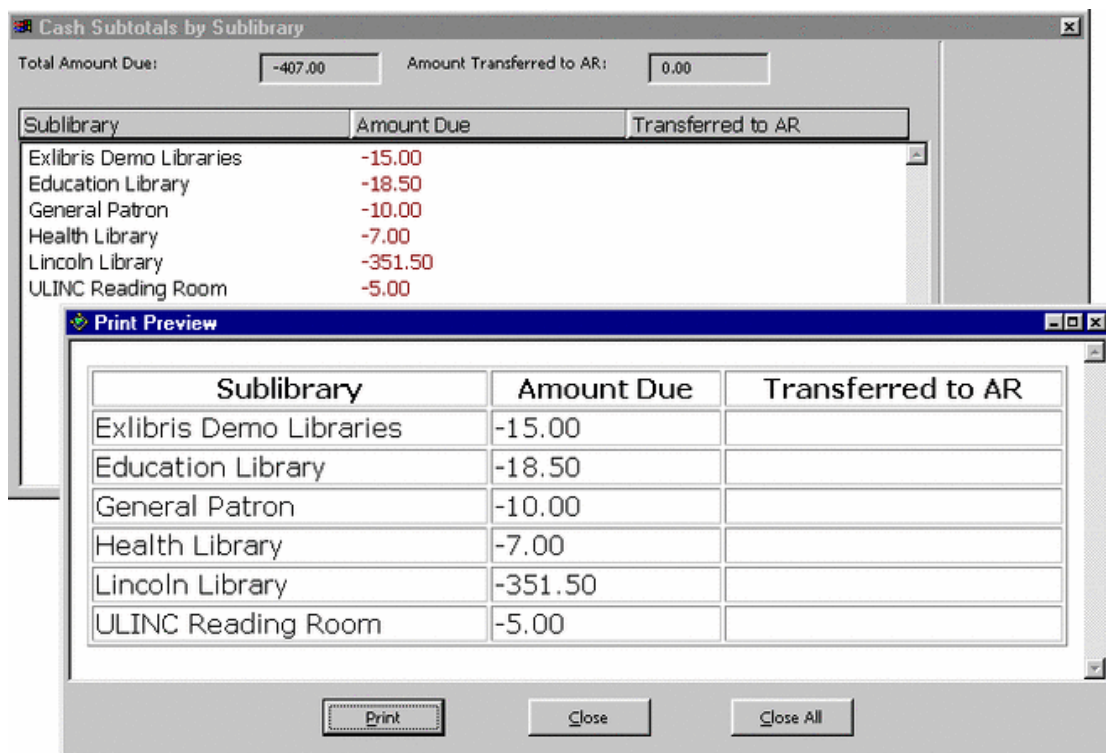 Cash Subtotals by Sublibrary
Total Amount Due: -407.00 Amount Transferred to AR: 0.00
Sublibrary Amount Due Transferred to AR
Exlibris Demo Libraries -15.00
Education Library -18.50
General Patron -10.00
Health Library -7.00
Lincoln Library -351.50
ULINC Reading Room -5.00
Print Preview
Sublibrary Amount Due Transferred to AR
Exlibris Demo Libraries -15.00
Education Library -18.50
General Patron -10.00
Health Library -7.00
Lincoln Library -351.50
ULINC Reading Room -5.00
Print Close Close All